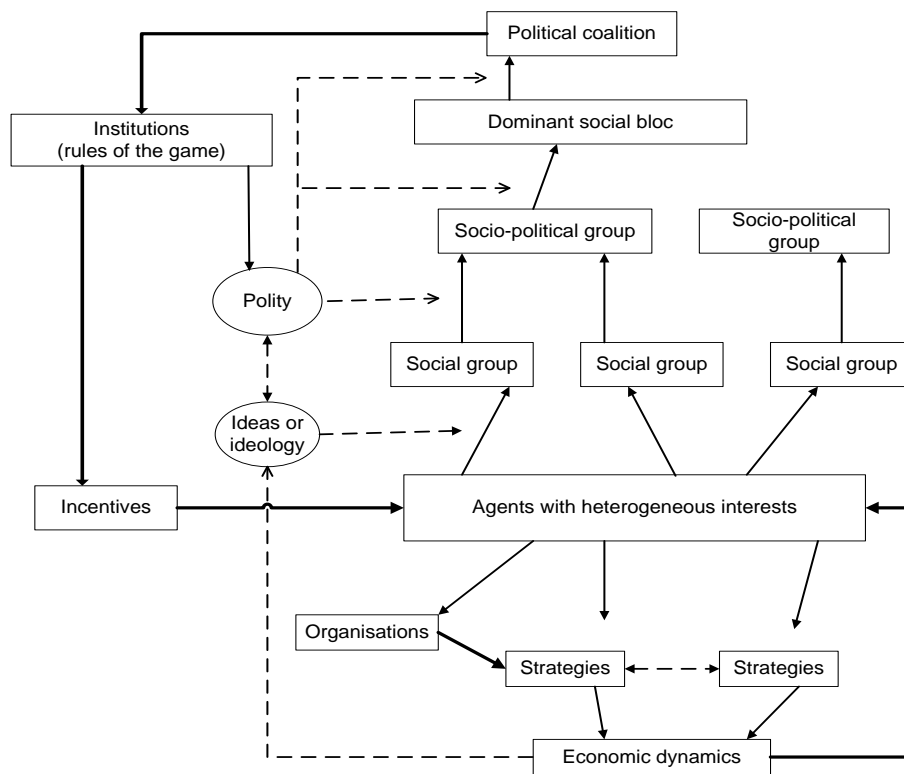 Political coalition
Institutions
(rules of the game)
Dominant social bloc
Socio-political group
Socio-political
group
Polity
Social group
Social group
Social group
Ideas or
ideology
Incentives
Agents with heterogeneous interests
Organisations
Strategies
Strategies
Economic dynamics